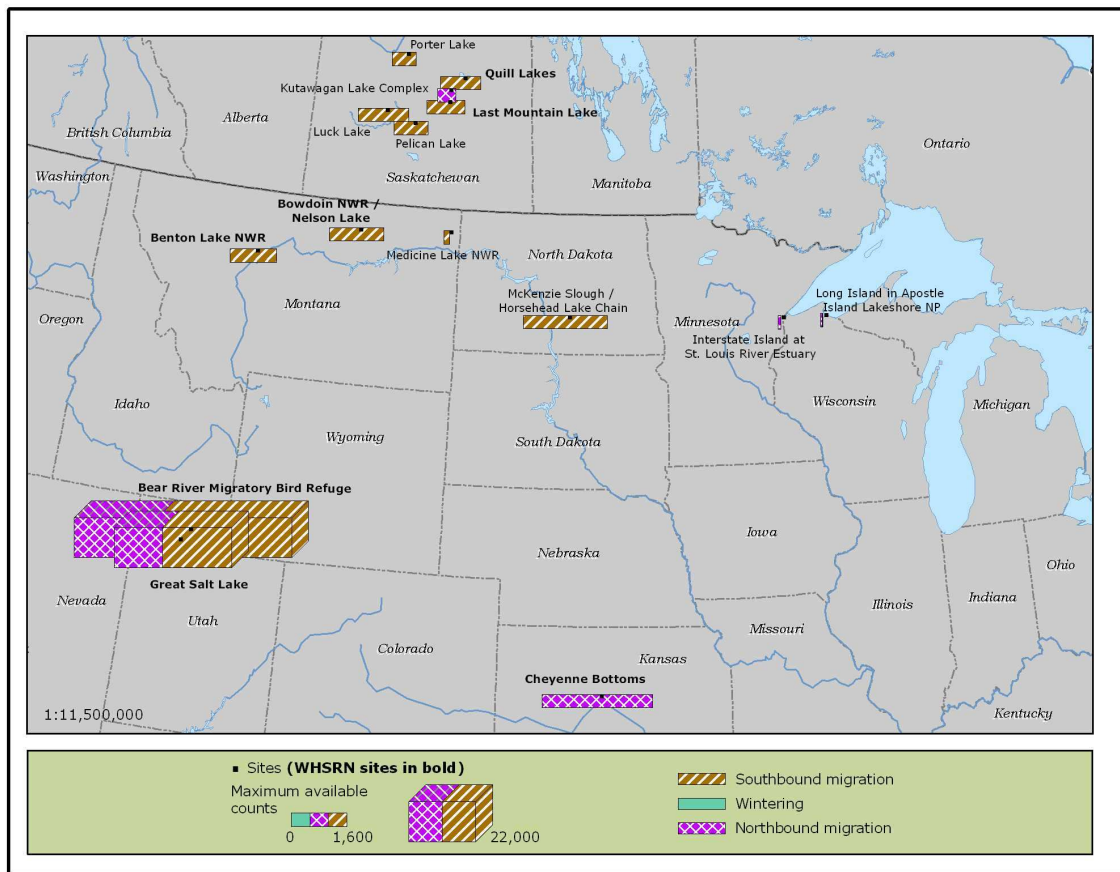 Porter Lake
Quill Lakes
Kutawagan Lake Complex
Last Mountain Lake
Luck Lake
Pelican Lake
British Columbia
Alberta
Saskatchewan
Manitoba
Ontario
Washington
Bowdoin NWR /
Nelson Lake
Benton Lake NWR
Medicine Lake NWR
North Dakota
McKenzie Slough /
Horsehead Lake Chain
Long Island in Apostle
Island Lakeshore NP
Montana
Oregon
Minnesota
Interstate Island at
St. Louis River Estuary
Idaho
Wisconsin
Michigan
Wyoming
South Dakota
Bear River Migratory Bird Refuge
Iowa
Nebraska
Great Salt Lake
Nevada
Utah
Ohio
Illinois
Indiana
Missouri
Colorado
Kansas
Cheyenne Bottoms
1:11,500,000
Kentucky
Sites (WHSRN sites in bold)
Maximum available
counts
0 1,600
22,000
Southbound migration
Wintering
Northbound migration